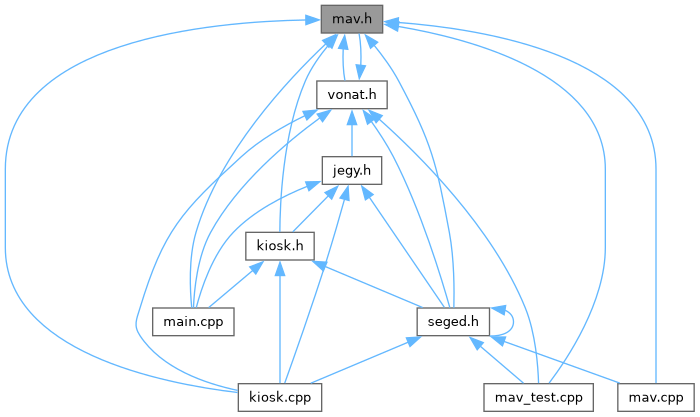 mav.h
vonat.h
jegy.h
kiosk.h
main.cpp
seged.h
kiosk.cpp
mav_test.cpp
mav.cpp